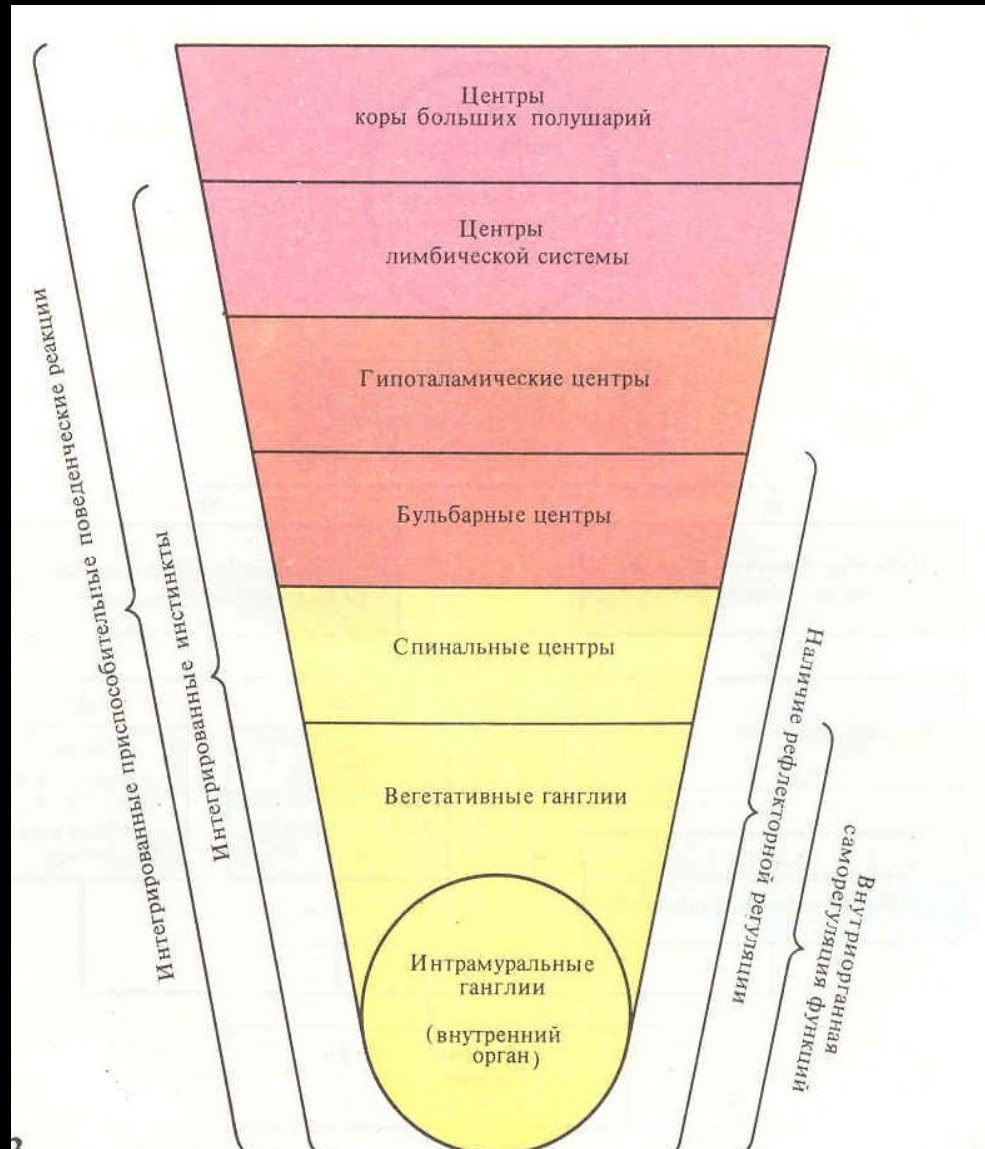 Центры
коры больших полушарий
Центры
лимбической системы
Гипоталамические центры
Бульбарные центры
Спинальные центры
Вегетативные ганглии
Интрамуральные
ганглии
(внутренний
орган)
Интегрированные приспособительные поведенческие реакции
Интегрированные инстинкты
Наличие рефлекторной регуляции
Внутриорганная
саморегуляция функций